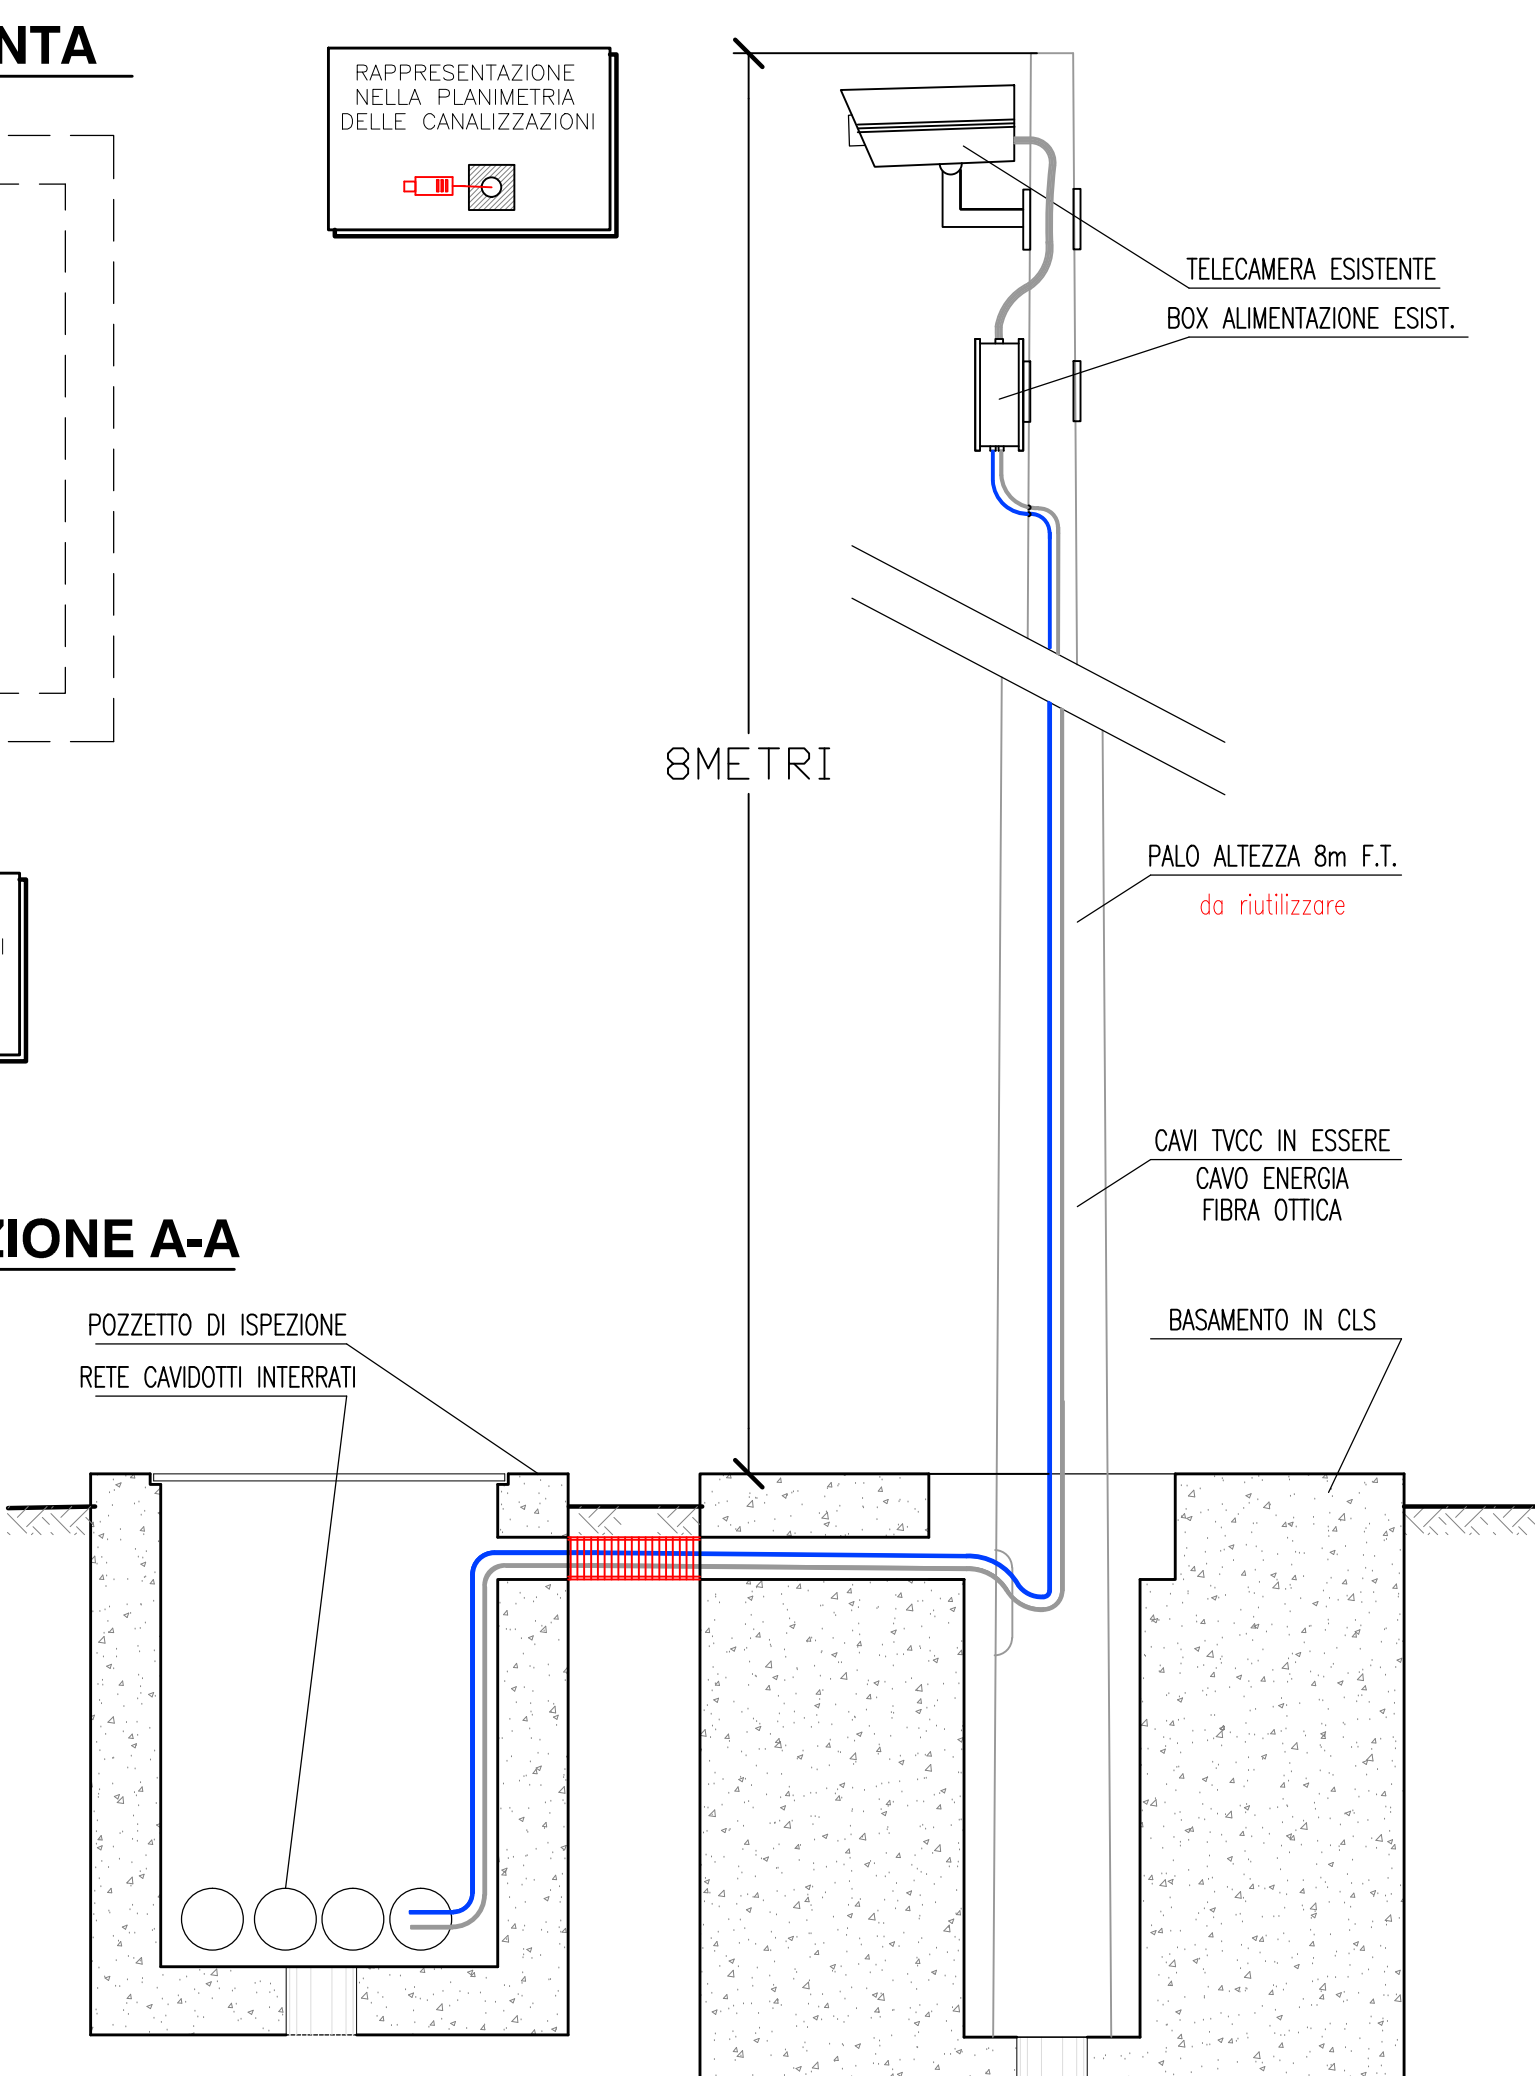 NTA
RAPPRESENTAZIONE
NELLA PLANIMETRIA
DELLE CANALIZZAZIONI
TELECAMERA ESISTENTE
BOX ALIMENTAZIONE ESIST.
8METRI
PALO ALTEZZA 8m F.T.
da riutilizzare
CAVI TVCC IN ESSERE
CAVO ENERGIA
FIBRA OTTICA
ZIONE A-A
POZZETTO DI ISPEZIONE
RETE CAVIDOTTI INTERRATI
BASAMENTO IN CLS